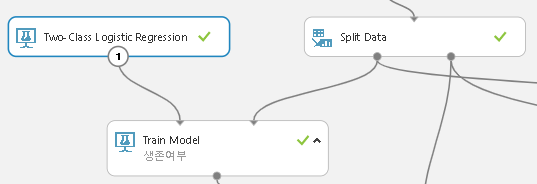 Two-Class Logistic Regression
Split Data
1
Train Model
생존여부